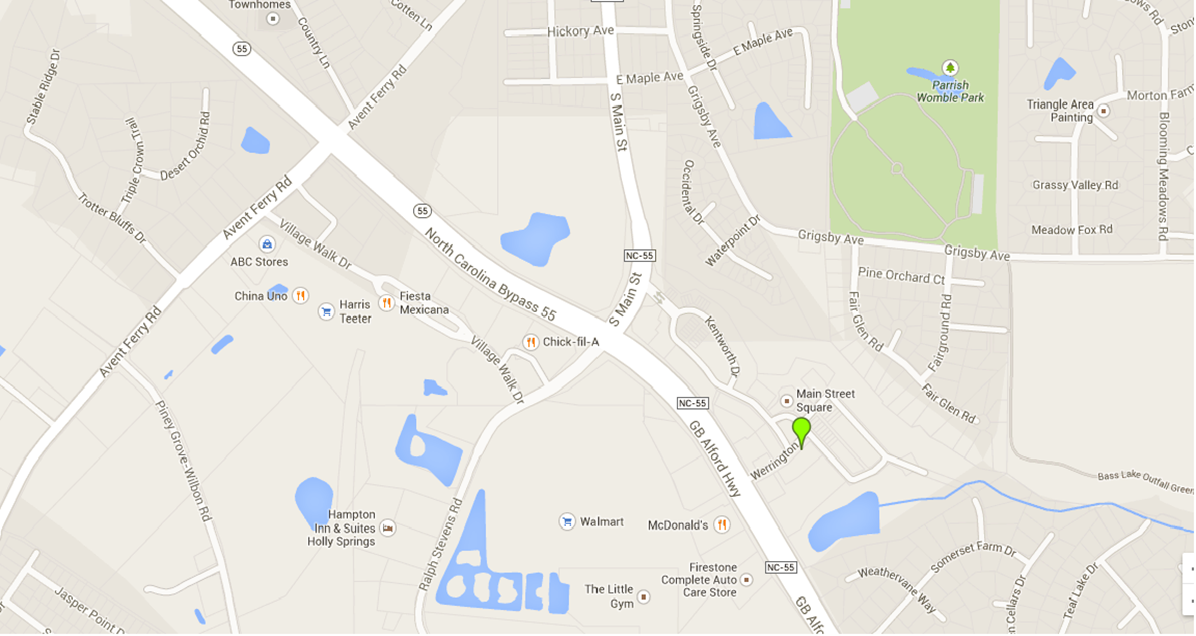 Townhomes
Cotten Ln
Country Ln
55
Stable Ridge Dr
Avent Ferry Rd
Hickory Ave
E Maple Ave
E Maple Ave
Springside Dr
S Main St
Grigsby Ave
Parrish
Womble Park
Triangle Area
Painting
Morton Farm
Blooming Meadows Rd
Grassy Valley Rd
Meadow Fox Rd
Triple Crown Trail
Desert Orchid Rd
Trotter Bluffs Dr
Avent Ferry Rd
Village Walk Dr
55
North Carolina Bypass 55
Occidental Dr
Waterpoint Dr
Grigsby Ave
Grigsby Ave
NC-55
S Main St
Pine Orchard Ct
Fair Glen Rd
Fairground Rd
Fair Glen Rd
ABC Stores
China Uno
Harris
Teeter
Fiesta
Mexicana
Avent Ferry Rd
Village Walk Dr
Chick-fil-A
Kentworth Dr
NC-55
Main Street
Square
GB Alford Hwy
Werrington
Piney Grove-Wilbon Rd
Bass Lake Outfall Green
Hampton
Inn & Suites
Holly Springs
Ralph Stevens Rd
Walmart
McDonald's
Firestone
Complete Auto
Care Store
NC-55
The Little
Gym
GB Alfo
Somerset Farm Dr
Weathervane Way
n Cellars Dr
Teal Lake Dr
Jasper Point D